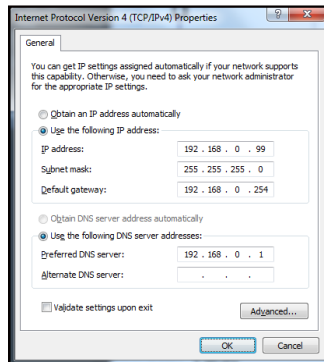 Internet Protocol Version 4 (TCP/IPv4) Properties
General
You can get IP settings assigned automatically if your network supports
this capability. Otherwise, you need to ask your network administrator
for the appropriate IP settings.
Obtain an IP address automatically
Use the following IP address:
IP address: 192 . 168 . 0 . 99
Subnet mask: 255 . 255 . 255 . 0
Default gateway: 192 . 168 . 0 . 254
Obtain DNS server address automatically
Use the following DNS server addresses:
Preferred DNS server: 192 . 168 . 0 . 1
Alternate DNS server: . . .
Validate settings upon exit
Advanced...
OK Cancel